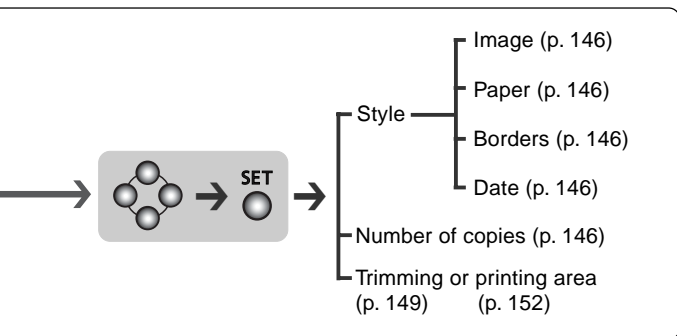 Image (p. 146)
Paper (p. 146)
Style
Borders (p. 146)
SET
Date (p. 146)
Number of copies (p. 146)
Trimming or printing area
(p. 149) (p. 152)